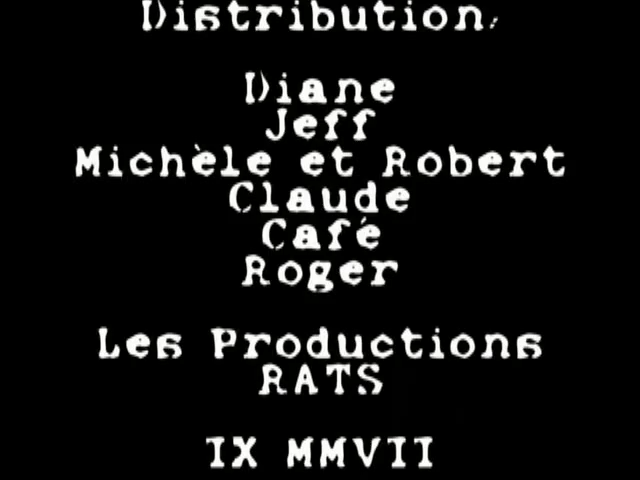 Distribution:
Diane
Jeff
Michèle et Robert
Claude
Café
Roger
Les Productions
RATS
IX MMVII